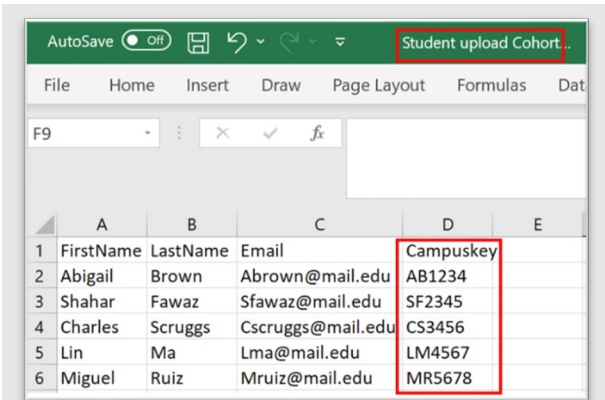 AutoSave Off Student upload Cohort...
File Home Insert Draw Page Layout Formulas Dat
F9 fx
A B C D E
1 FirstName LastName Email Campuskey
2 Abigail Brown Abrown@mail.edu AB1234
3 Shahar Fawaz Sfawaz@mail.edu SF2345
4 Charles Scruggs Cscruggs@mail.edu CS3456
5 Lin Ma Lma@mail.edu LM4567
6 Miguel Ruiz Mruiz@mail.edu MR5678